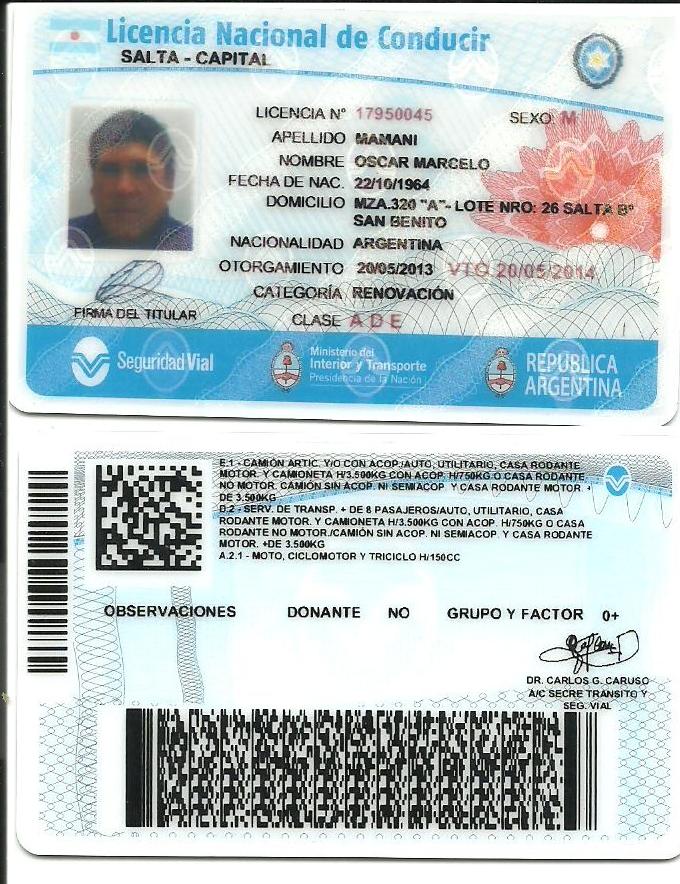 Licencia Nacional de Conducir
SALTA - CAPITAL
LICENCIA N° 17950045 SEXO M
APELLIDO MAMANI
NOMBRE OSCAR MARCELO
FECHA DE NAC. 22/10/1964
DOMICILIO MZA.320 "A"- LOTE NRO: 26 SALTA B°
SAN BENITO
NACIONALIDAD ARGENTINA
OTORGAMIENTO 20/05/2013 VTO 20/05/2014
CATEGORÍA RENOVACIÓN
FIRMA DEL TITULAR
CLASE A D E
Seguridad Vial
Ministerio del
Interior y Transporte
Presidencia de la Nación
REPÚBLICA
ARGENTINA
E.1 - CAMIÓN ARTIC. Y/O CON ACOP./AUTO, UTILITARIO, CASA RODANTE
MOTOR. Y CAMIONETA H/3.500KG CON ACOP. H/750KG O CASA RODANTE
NO MOTOR. CAMIÓN SIN ACOP. NI SEMIACOP. Y CASA RODANTE MOTOR. +
DE 3.500KG
D.2 - SERV. DE TRANSP. + DE 8 PASAJEROS/AUTO, UTILITARIO, CASA
RODANTE MOTOR. Y CAMIONETA H/3.500KG CON ACOP. H/750KG O CASA
RODANTE NO MOTOR./CAMIÓN SIN ACOP. NI SEMIACOP. Y CASA RODANTE
MOTOR. +DE 3.500KG
A.2.1 - MOTO, CICLOMOTOR Y TRICICLO H/150CC
OBSERVACIONES DONANTE NO GRUPO Y FACTOR 0+
DR. CARLOS G. CARUSO
A/C SECRE TRANSITO Y
SEG. VIAL